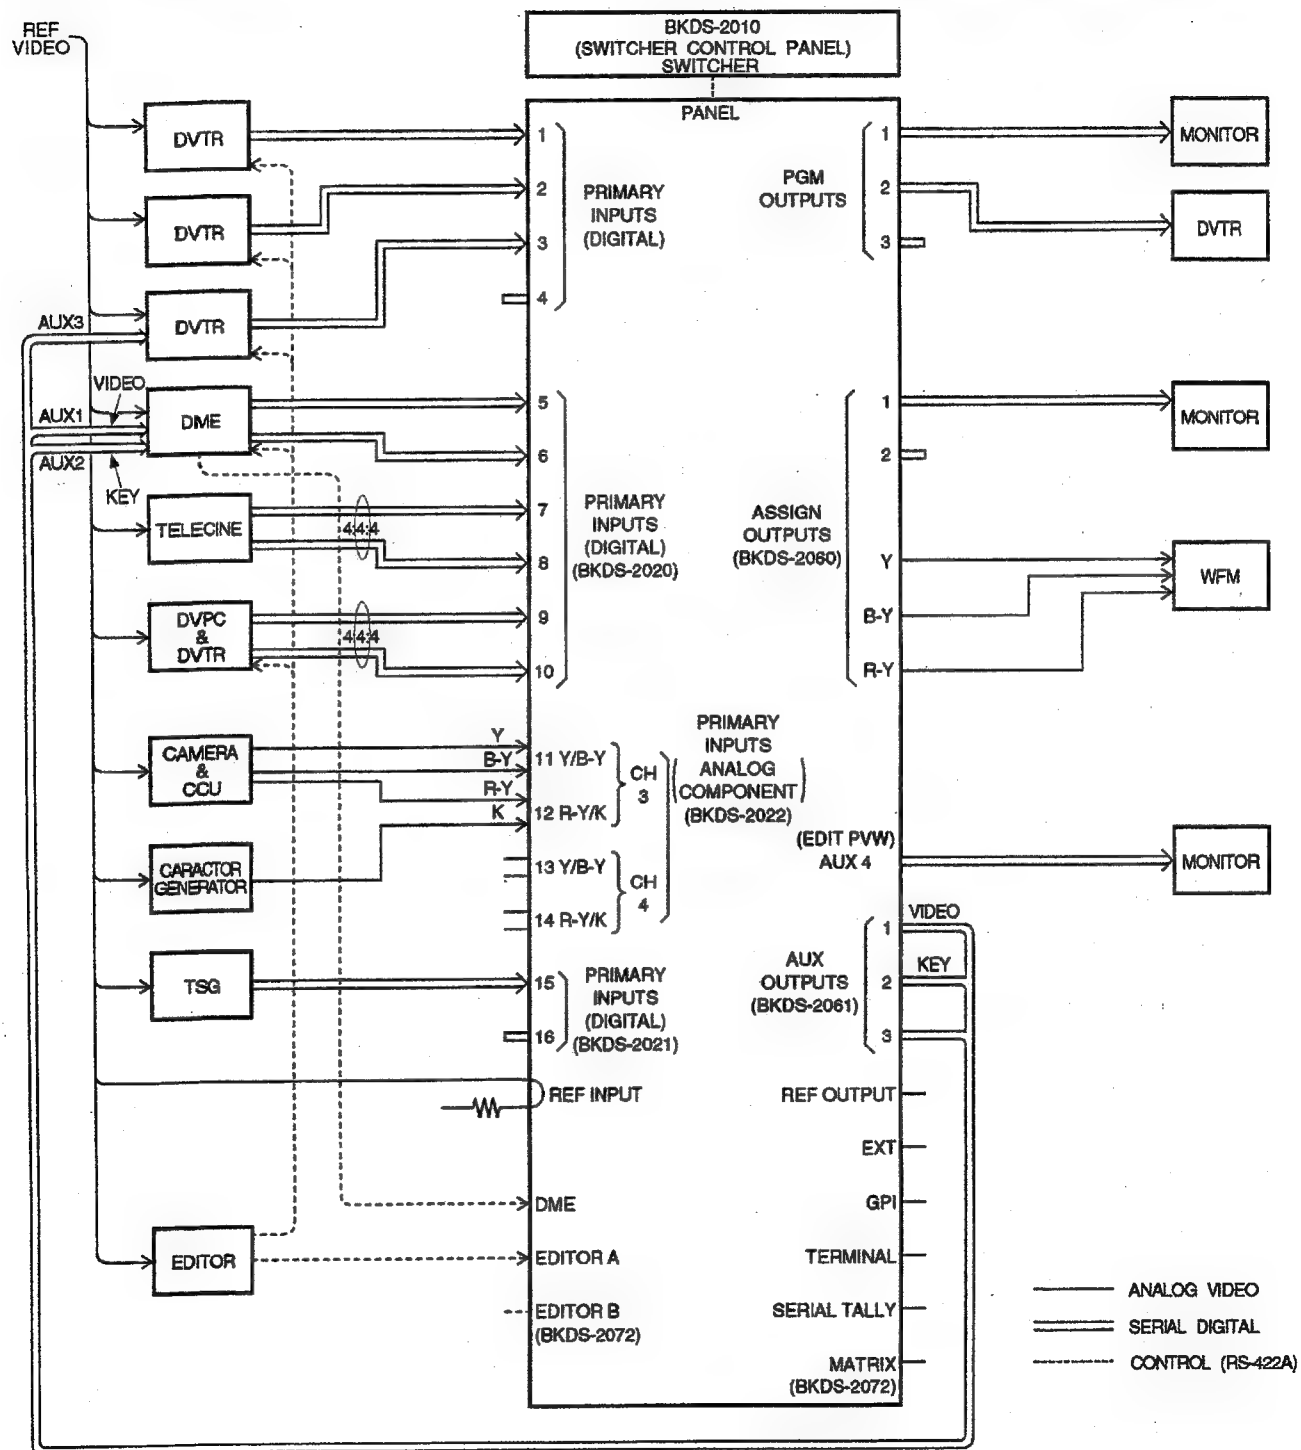 REF
VIDEO
BKDS-2010
(SWITCHER CONTROL PANEL)
SWITCHER
PANEL
DVTR
DVTR
DVTR
AUX3
VIDEO
AUX1
AUX2
KEY
DME
TELECINE
4:4:4
DVPC
&
DVTR
4:4:4
CAMERA
&
CCU
Y
B-Y
R-Y
K
CARACTOR
GENERATOR
TSG
EDITOR
1
2
3
4
PRIMARY
INPUTS
(DIGITAL)
5
6
7
8
9
10
PRIMARY
INPUTS
(DIGITAL)
(BKDS-2020)
11 Y/B-Y
12 R-Y/K
CH
3
13 Y/B-Y
14 R-Y/K
CH
4
PRIMARY
INPUTS
ANALOG
COMPONENT
(BKDS-2022)
15
16
PRIMARY
INPUTS
(DIGITAL)
(BKDS-2021)
REF INPUT
DME
EDITOR A
EDITOR B
(BKDS-2072)
PGM
OUTPUTS
1
2
3
MONITOR
DVTR
ASSIGN
OUTPUTS
(BKDS-2060)
1
2
Y
B-Y
R-Y
MONITOR
WFM
(EDIT PVW)
AUX 4
MONITOR
AUX
OUTPUTS
(BKDS-2061)
1
2
3
VIDEO
KEY
REF OUTPUT
EXT
GPI
TERMINAL
SERIAL TALLY
MATRIX
(BKDS-2072)
ANALOG VIDEO
SERIAL DIGITAL
CONTROL (RS-422A)